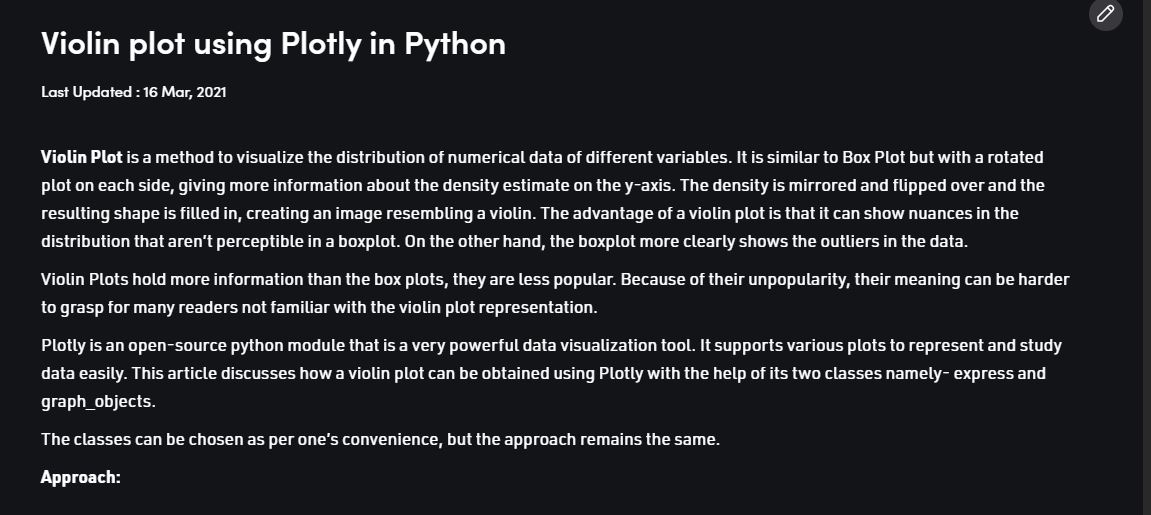 Violin plot using Plotly in Python
Last Updated : 16 Mar, 2021
Violin Plot is a method to visualize the distribution of numerical data of different variables. It is similar to Box Plot but with a rotated
plot on each side, giving more information about the density estimate on the y-axis. The density is mirrored and flipped over and the
resulting shape is filled in, creating an image resembling a violin. The advantage of a violin plot is that it can show nuances in the
distribution that aren't perceptible in a boxplot. On the other hand, the boxplot more clearly shows the outliers in the data.
Violin Plots hold more information than the box plots, they are less popular. Because of their unpopularity, their meaning can be harder
to grasp for many readers not familiar with the violin plot representation.
Plotly is an open-source python module that is a very powerful data visualization tool. It supports various plots to represent and study
data easily. This article discusses how a violin plot can be obtained using Plotly with the help of its two classes namely- express and
graph_objects.
The classes can be chosen as per one's convenience, but the approach remains the same.
Approach: